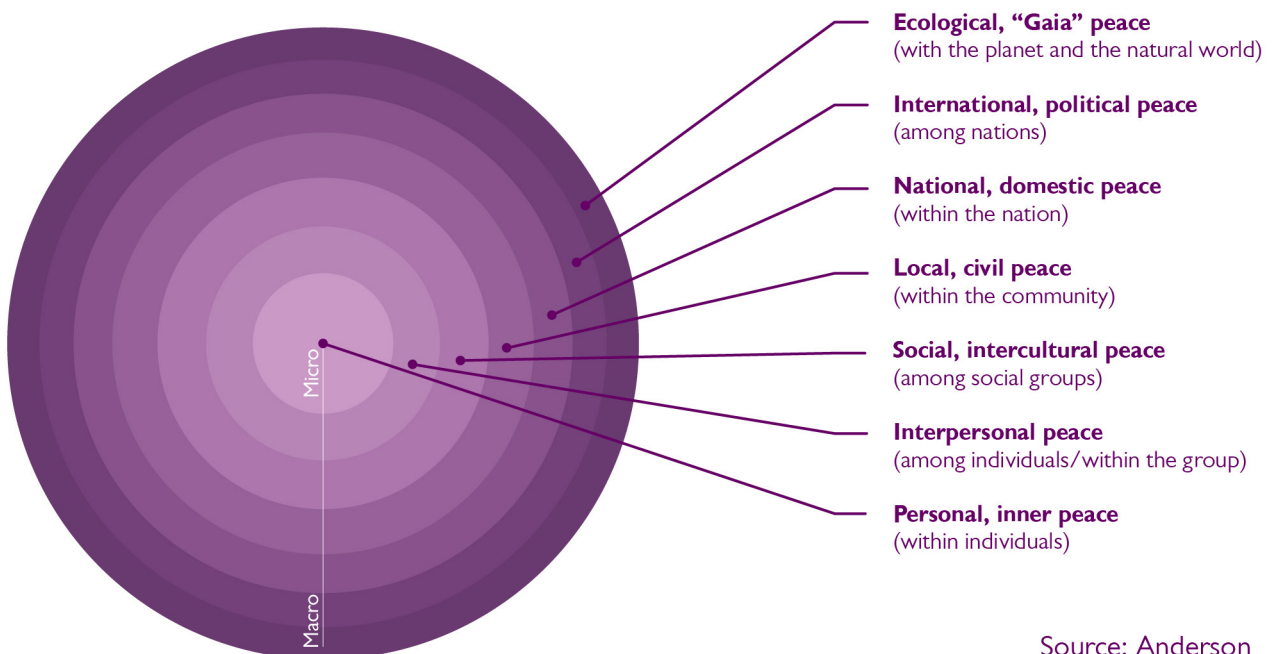 Ecological, “Gaia” peace
(with the planet and the natural world)
International, political peace
(among nations)
National, domestic peace
(within the nation)
Local, civil peace
(within the community)
Social, intercultural peace
(among social groups)
Interpersonal peace
(among individuals/within the group)
Personal, inner peace
(within individuals)
Micro
Macro
Source: Anderson